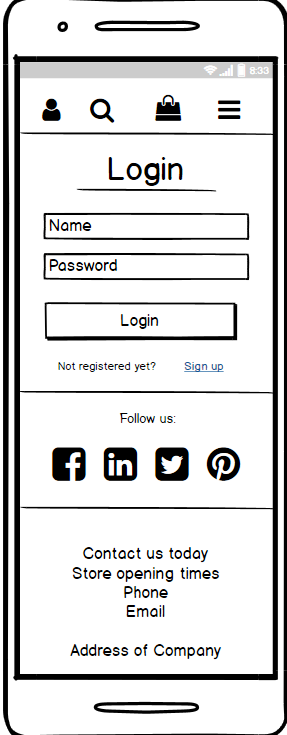 8:33
Login
Name
Password
Login
Not registered yet? Sign up
Follow us:
Contact us today
Store opening times
Phone
Email
Address of Company